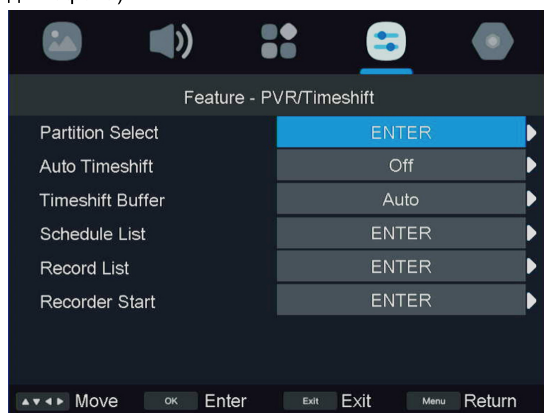 Feature - PVR/Timeshift
Partition Select ENTER
Auto Timeshift Off
Timeshift Buffer Auto
Schedule List ENTER
Record List ENTER
Recorder Start ENTER
Move OK Enter Exit Exit Menu Return